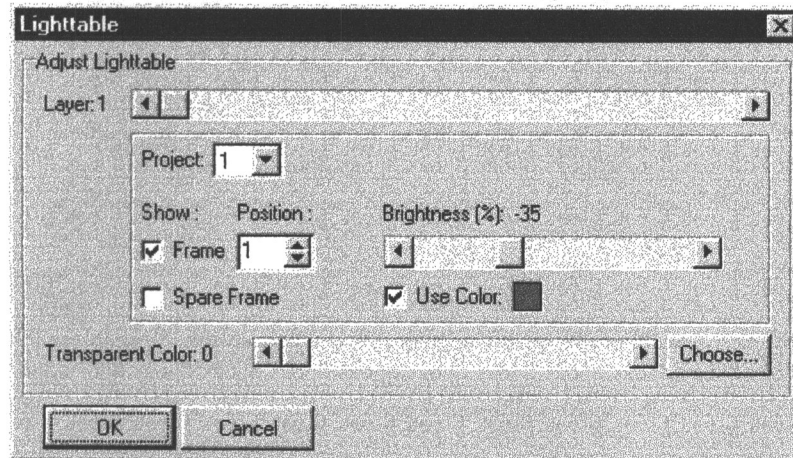 Lighttable
Adjust Lighttable
Layer: 1
Project: 1
Show : Position : Brightness (%): -35
Frame 1
Spare Frame Use Color:
Transparent Color: 0 Choose...
OK Cancel